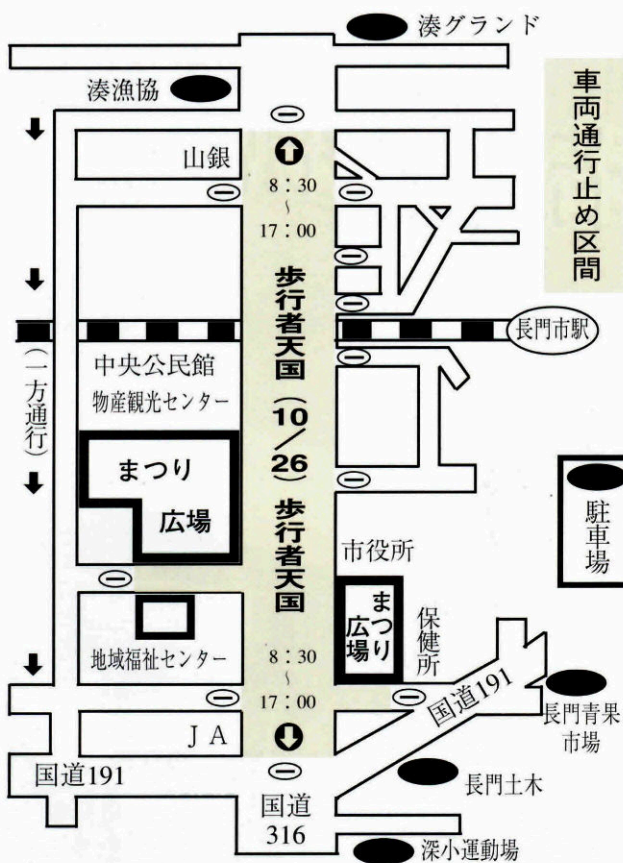 湊グランド
湊漁協
車両通行止め区間
山銀
8：30
〜
17：00
歩行者天国（10／26）歩行者天国
長門市駅
（一方通行）
中央公民館
物産観光センター
まつり
広場
駐車場
市役所
まつり
広場
保健所
地域福祉センター
8：30
〜
17：00
国道191
長門青果
市場
ＪＡ
国道191
長門土木
国道
316
深小運動場